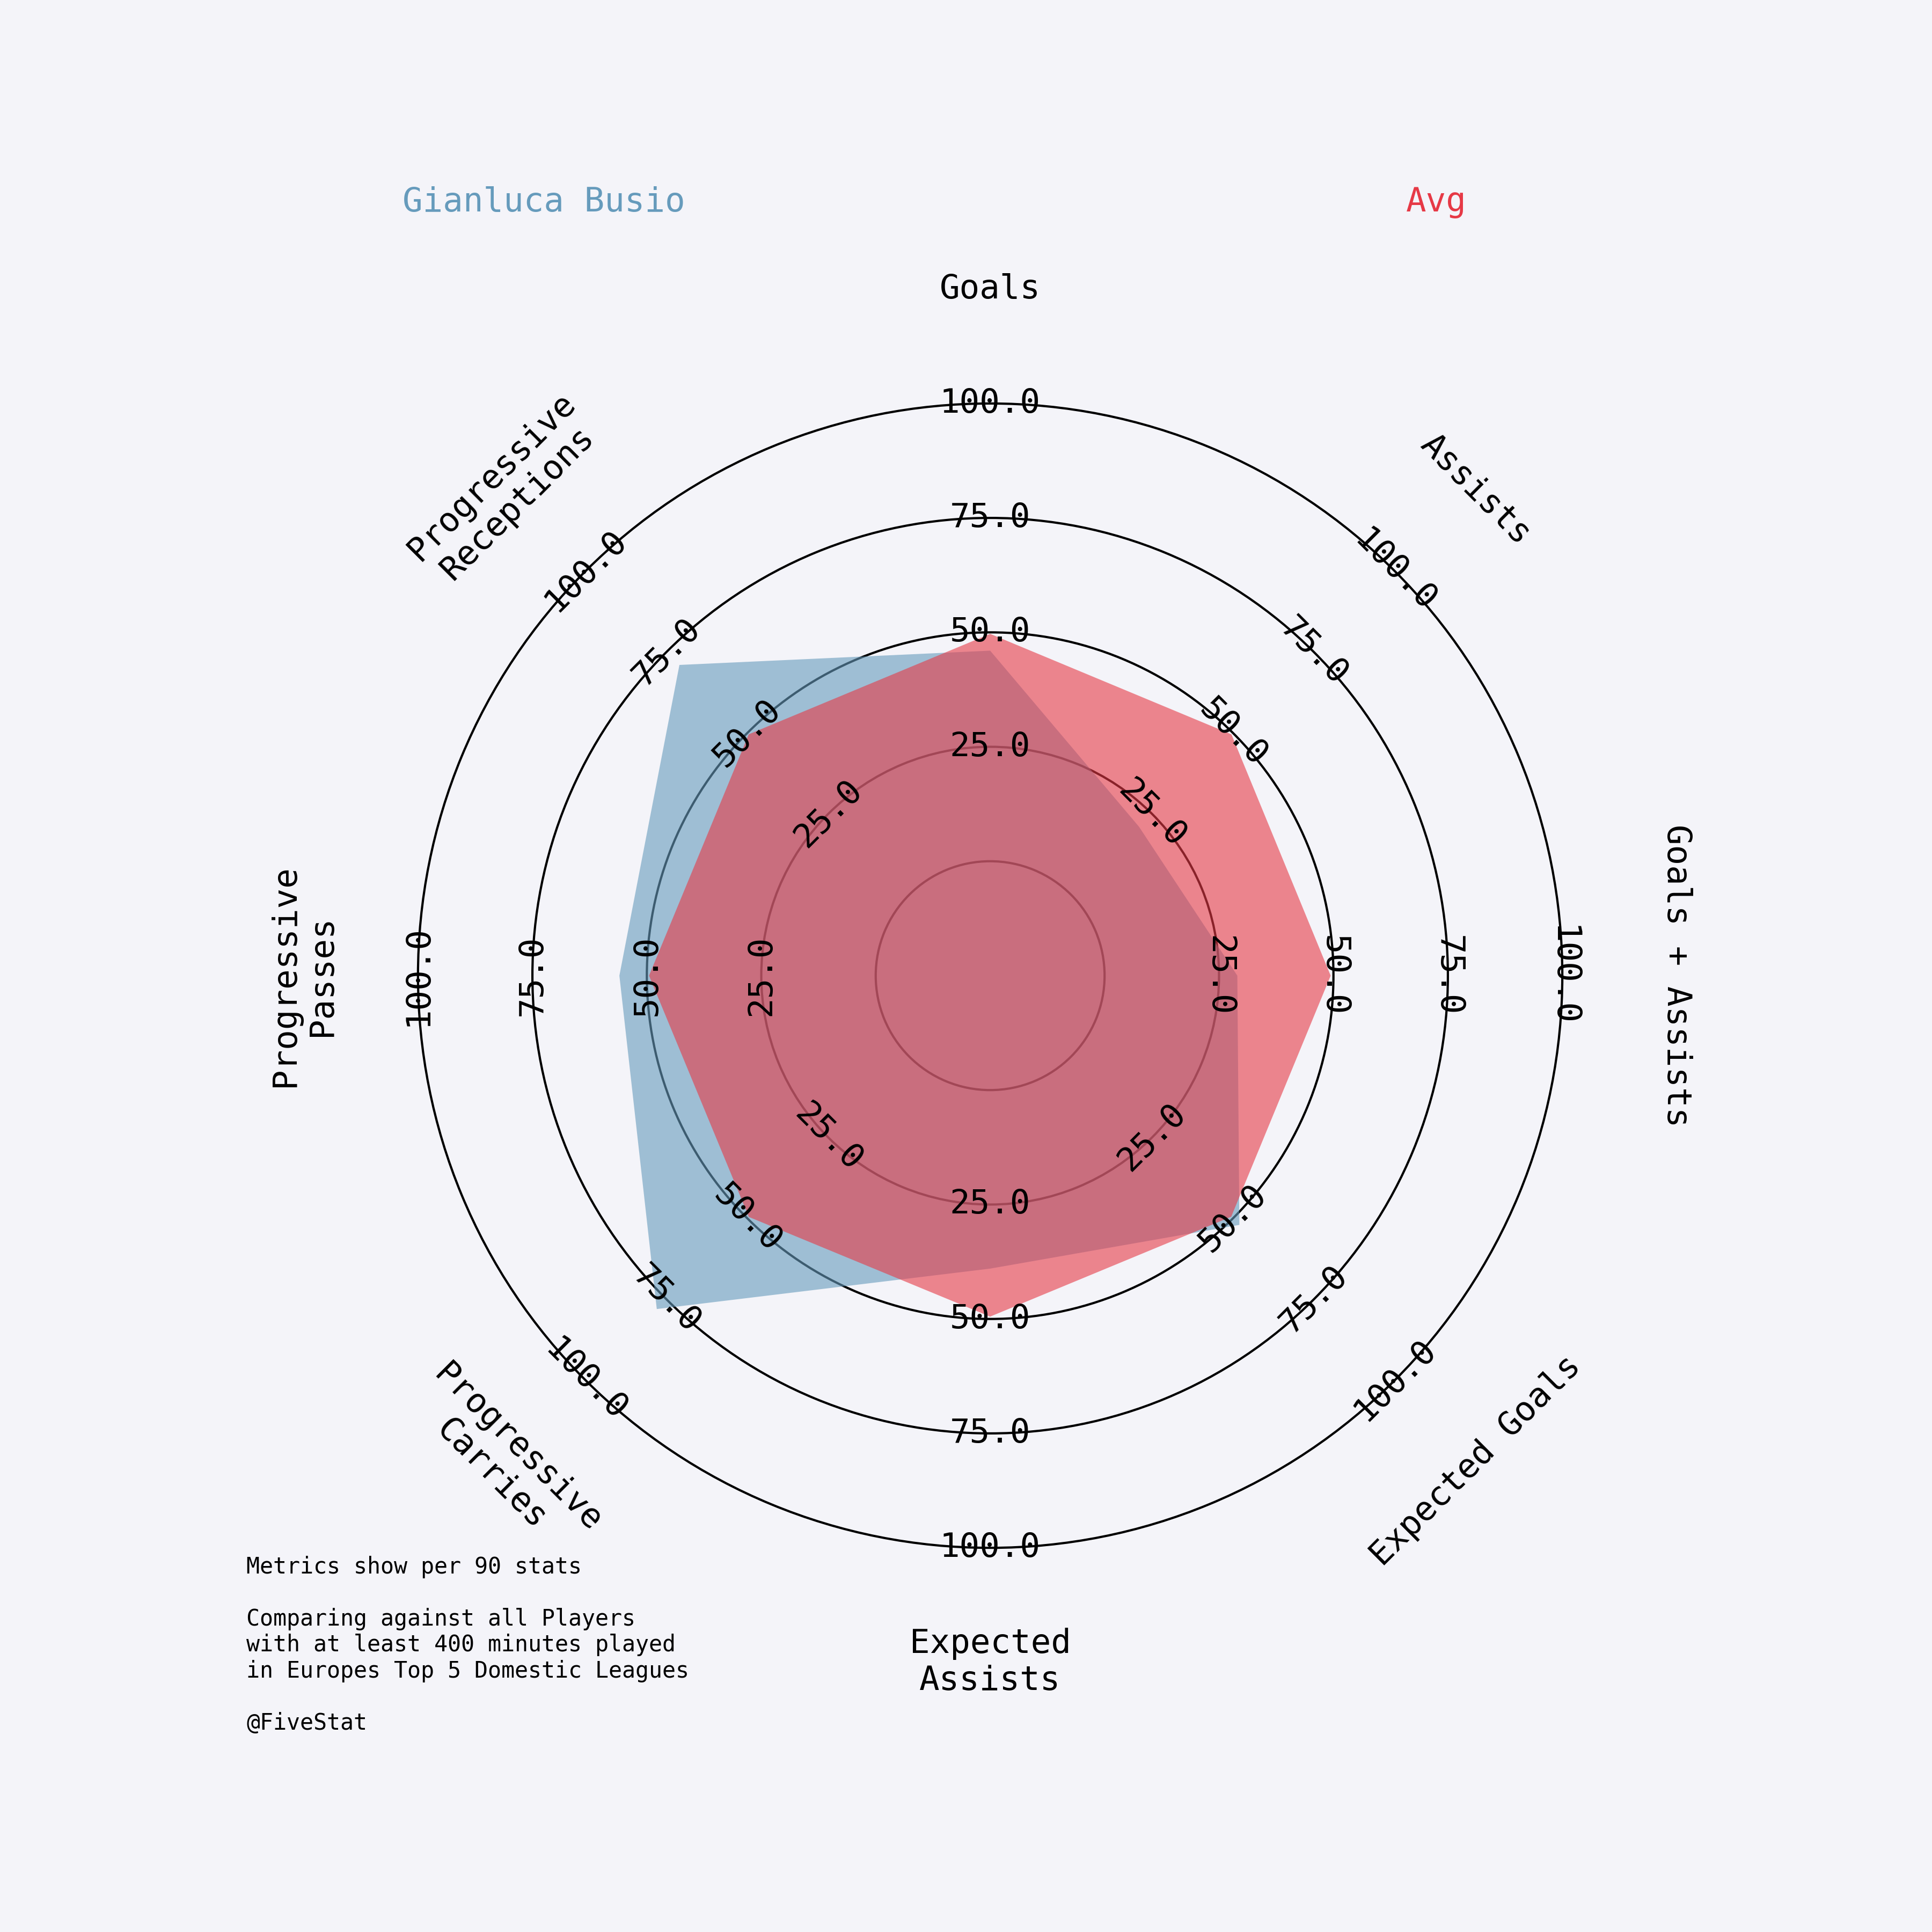 Gianluca Busio
Avg
Goals
Assists
Goals + Assists
Expected Goals
Expected
Assists
Progressive
Carries
Progressive
Passes
Progressive
Receptions
25.0
50.0
75.0
100.0
25.0
50.0
75.0
100.0
25.0
50.0
75.0
100.0
25.0
50.0
75.0
100.0
25.0
50.0
75.0
100.0
25.0
50.0
75.0
100.0
25.0
50.0
75.0
100.0
25.0
50.0
75.0
100.0
Metrics show per 90 stats
Comparing against all Players
with at least 400 minutes played
in Europes Top 5 Domestic Leagues
@FiveStat